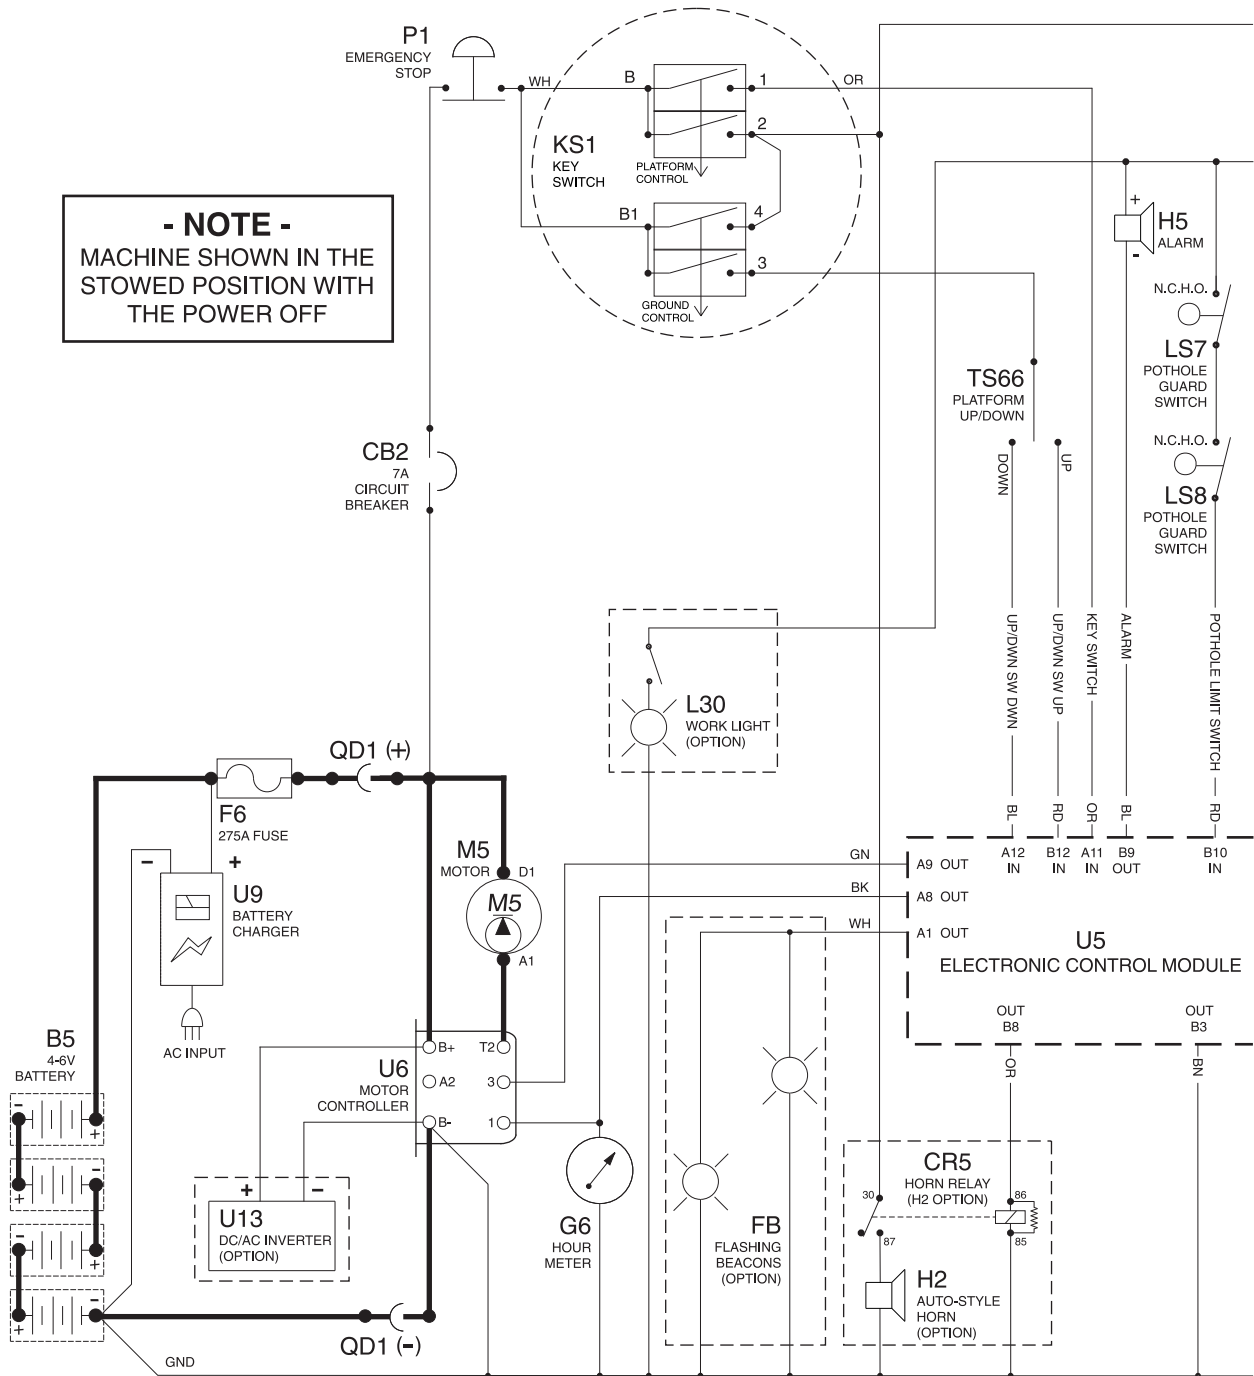 P1
EMERGENCY
STOP
WH
B
1
OR
2
KS1
KEY
SWITCH
PLATFORM
CONTROL
B1
4
3
GROUND
CONTROL
- NOTE -
MACHINE SHOWN IN THE
STOWED POSITION WITH
THE POWER OFF
+
H5
ALARM
-
N.C.H.O.
LS7
POTHOLE
GUARD
SWITCH
TS66
PLATFORM
UP/DOWN
DOWN
UP
N.C.H.O.
LS8
POTHOLE
GUARD
SWITCH
CB2
7A
CIRCUIT
BREAKER
UP/DWN SW DWN
UP/DWN SW UP
KEY SWITCH
ALARM
POTHOLE LIMIT SWITCH
L30
WORK LIGHT
(OPTION)
QD1 (+)
F6
275A FUSE
BL
RD
OR
BL
RD
- +
U9
BATTERY
CHARGER
AC INPUT
M5
MOTOR
D1
M5
A1
GN
BK
WH
A9 OUT
A8 OUT
A1 OUT
A12
IN
B12
IN
A11
IN
B9
OUT
B10
IN
U5
ELECTRONIC CONTROL MODULE
OUT
B8
OUT
B3
OR
BN
B5
4-6V
BATTERY
-
+
-
+
-
+
-
+
U6
MOTOR
CONTROLLER
B+
T2
A2
3
B-
1
+ -
U13
DC/AC INVERTER
(OPTION)
G6
HOUR
METER
FB
FLASHING
BEACONS
(OPTION)
CR5
HORN RELAY
(H2 OPTION)
30
87
86
85
H2
AUTO-STYLE
HORN
(OPTION)
QD1 (-)
GND